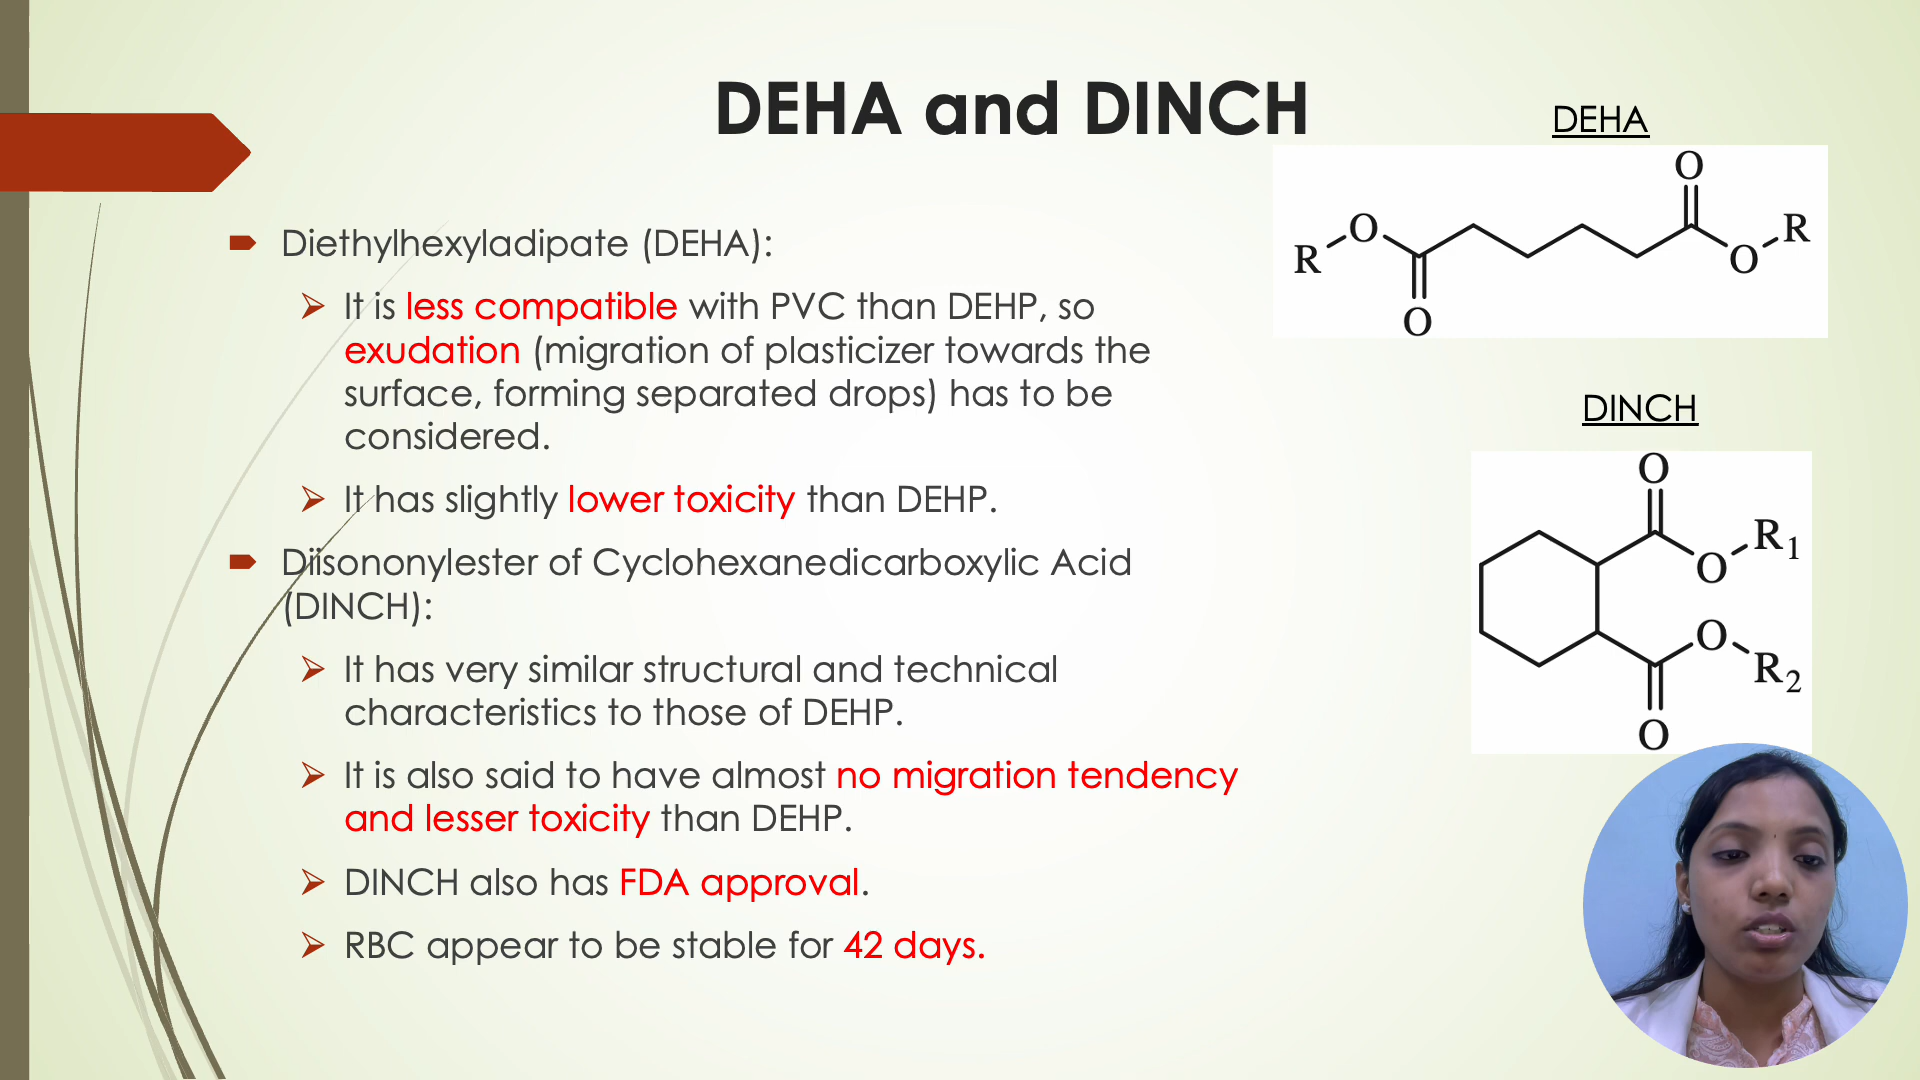 DEHA and DINCH
Diethylhexyladipate (DEHA):
It is less compatible with PVC than DEHP, so
exudation (migration of plasticizer towards the
surface, forming separated drops) has to be
considered.
It has slightly lower toxicity than DEHP.
Diisononylester of Cyclohexanedicarboxylic Acid
(DINCH):
It has very similar structural and technical
characteristics to those of DEHP.
It is also said to have almost no migration tendency
and lesser toxicity than DEHP.
DINCH also has FDA approval.
RBC appear to be stable for 42 days.
DEHA
O
O R
R O
O
DINCH
O
R1
O
O
R2
O